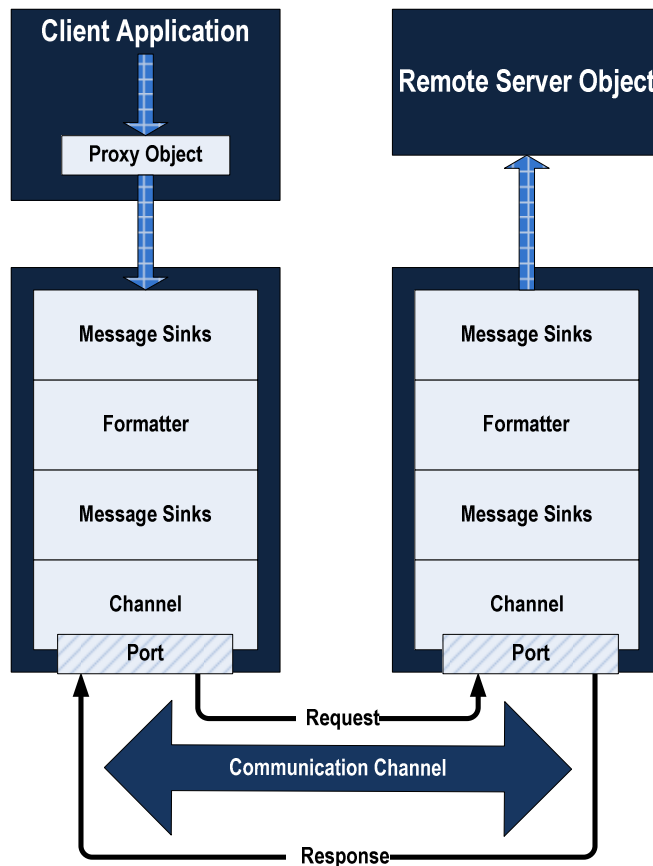 Client Application
Proxy Object
Message Sinks
Formatter
Message Sinks
Channel
Port
Remote Server Object
Message Sinks
Formatter
Message Sinks
Channel
Port
Request
Communication Channel
Response